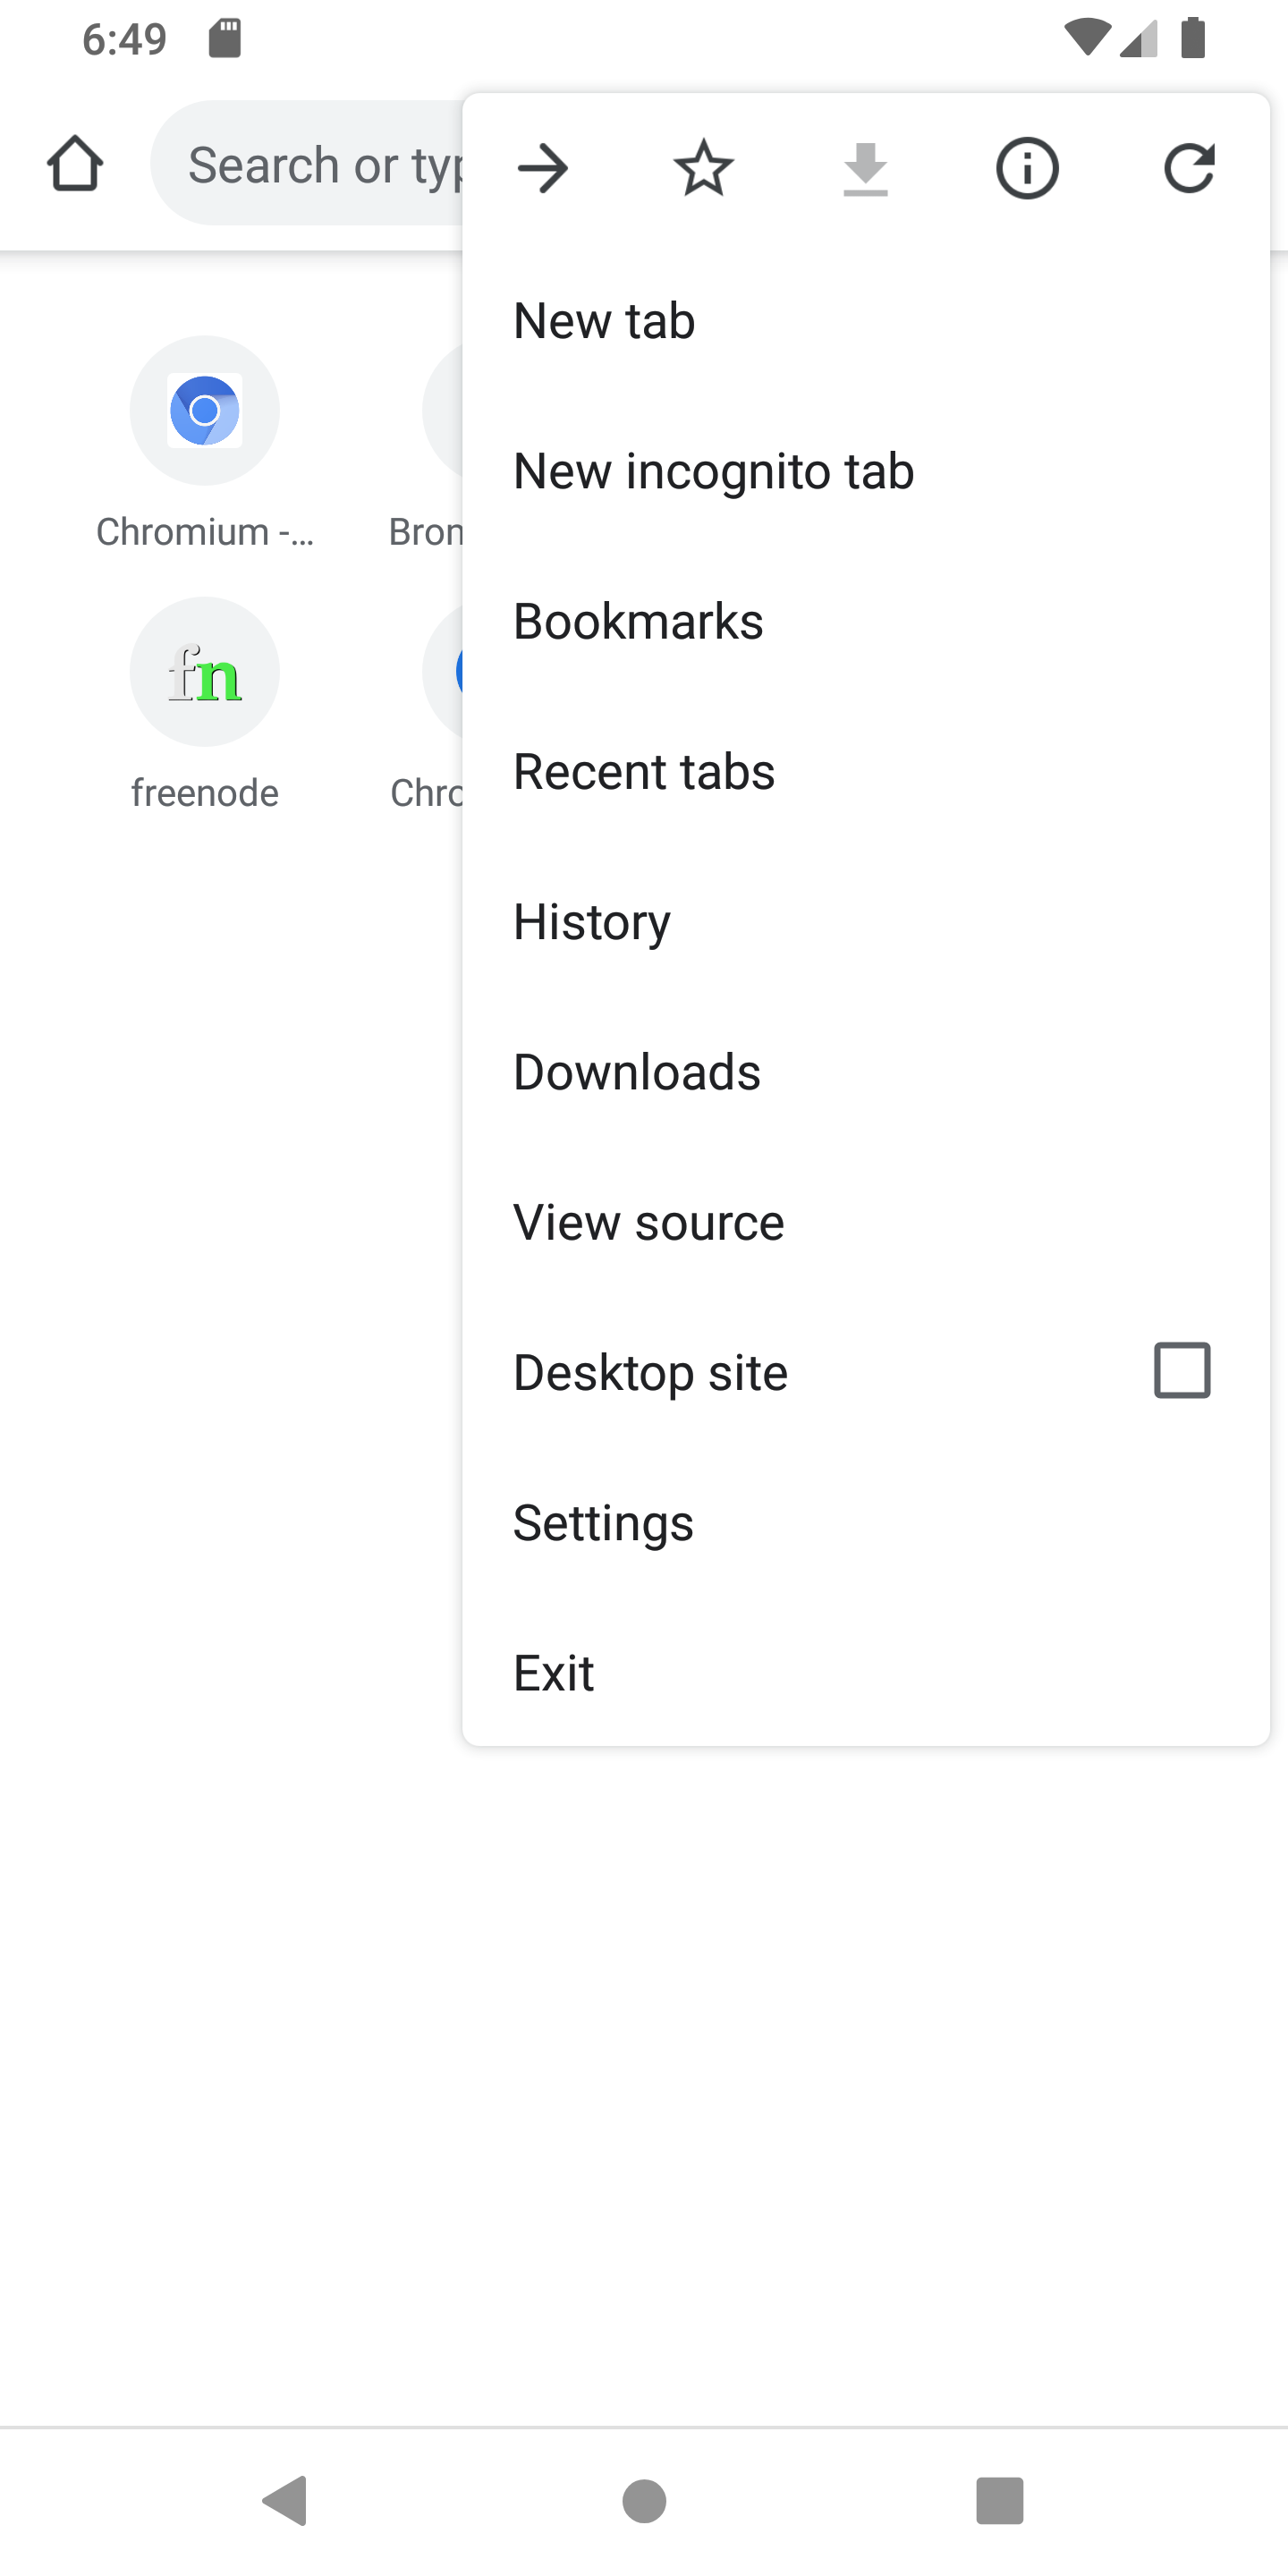 6:49
Search or typ
New tab
New incognito tab
Chromium -...
Bron
Bookmarks
fn
Recent tabs
freenode
Chro
History
Downloads
View source
Desktop site
Settings
Exit